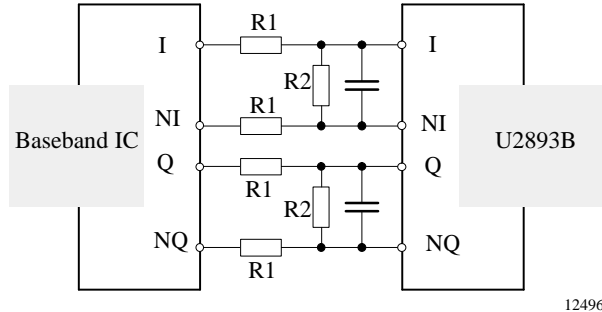 R1
I
I
R2
R1
NI
NI
Baseband IC
U2893B
Q
Q
R1
R2
NQ
NQ
R1
12496